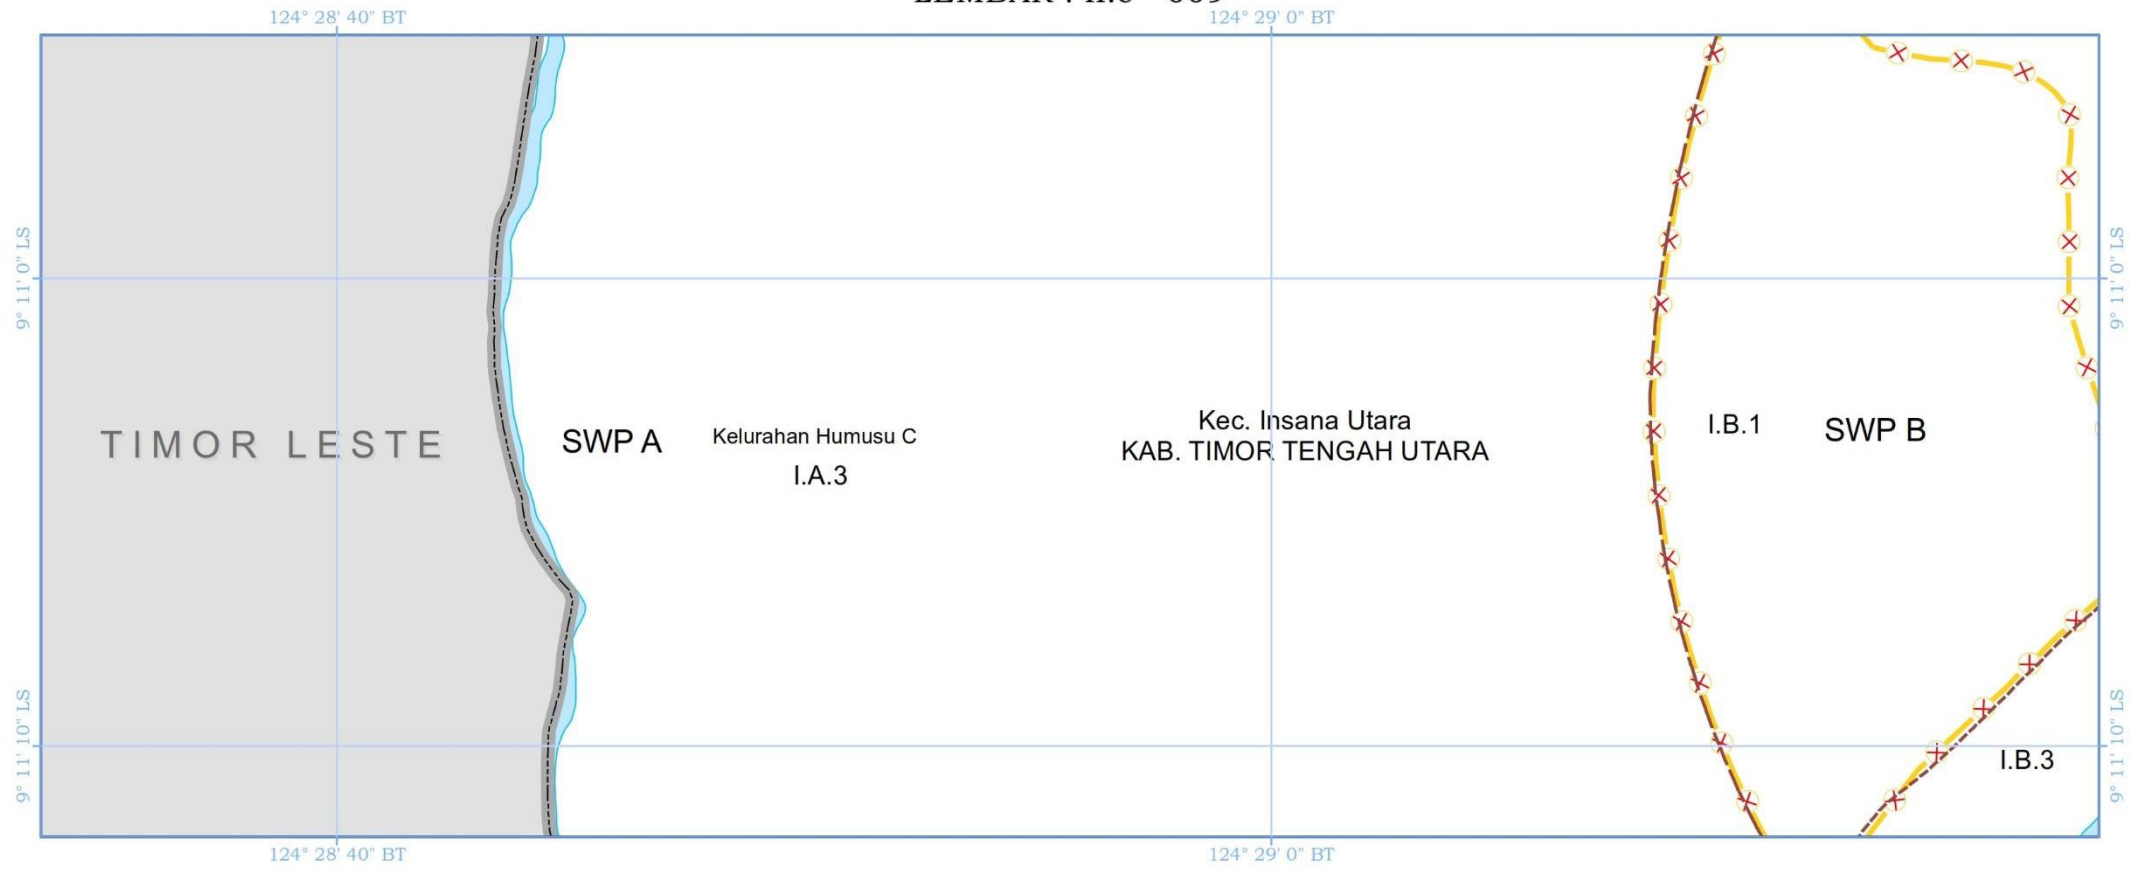 124° 28' 40" BT
124° 29' 0" BT
9° 11' 0" LS
9° 11' 0" LS
TIMOR LESTE
SWP A
Kelurahan Humusu C
I.A.3
Kec. Insana Utara
KAB. TIMOR TENGAH UTARA
I.B.1
SWP B
9° 11' 10" LS
I.B.3
9° 11' 10" LS
124° 28' 40" BT
124° 29' 0" BT